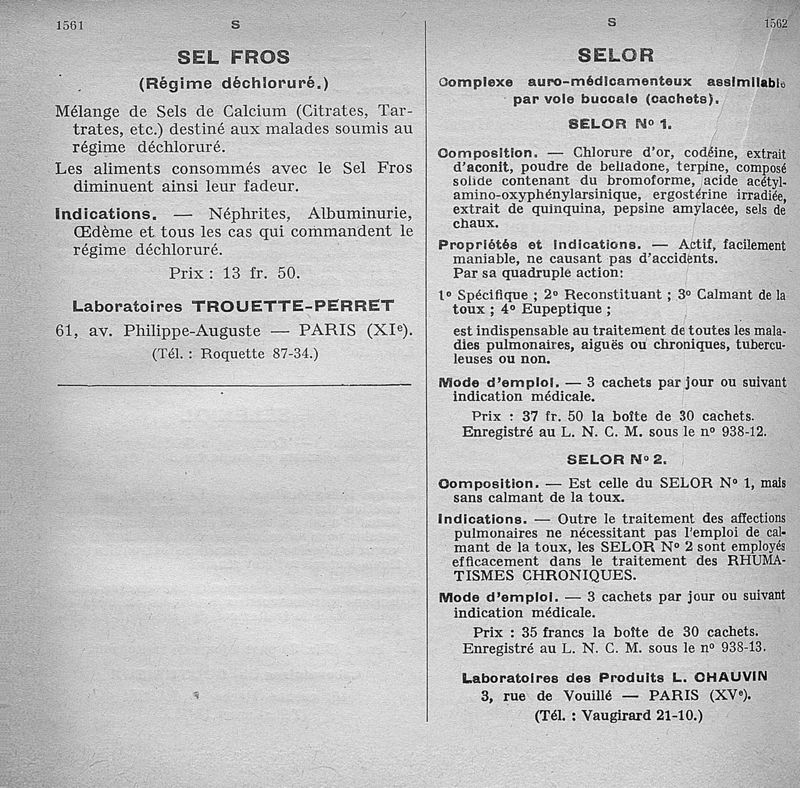 1561
S
SEL FROS
(Régime déchloruré.)
Mélange de Sels de Calcium (Citrates, Tar-
trates, etc.) destiné aux malades soumis au
régime déchloruré.
Les aliments consommés avec le Sel Fros
diminuent ainsi leur fadeur.
Indications. — Néphrites, Albuminurie,
Œdème et tous les cas qui commandent le
régime déchloruré.
Prix : 13 fr. 50.
Laboratoires TROUETTE-PERRET
61, av. Philippe-Auguste — PARIS (XIe).
(Tél. : Roquette 87-34.)
S
1562
SELOR
Complexe auro-médicamenteux assimilable
par voie buccale (cachets).
SELOR No 1.
Composition. — Chlorure d'or, codéine, extrait
d'aconit, poudre de belladone, terpine, composé
solide contenant du bromoforme, acide acétyl-
amino-oxyphénylarsinique, ergostérine irradiée,
extrait de quinquina, pepsine amylacée, sels de
chaux.
Propriétés et indications. — Actif, facilement
maniable, ne causant pas d'accidents.
Par sa quadruple action:
1o Spécifique ; 2o Reconstituant ; 3o Calmant de la
toux ; 4o Eupeptique ;
est indispensable au traitement de toutes les mala-
dies pulmonaires, aiguës ou chroniques, tubercu-
leuses ou non.
Mode d'emploi. — 3 cachets par jour ou suivant
indication médicale.
Prix : 37 fr. 50 la boîte de 30 cachets.
Enregistré au L. N. C. M. sous le no 938-12.
SELOR No 2.
Composition. — Est celle du SELOR No 1, mais
sans calmant de la toux.
Indications. — Outre le traitement des affections
pulmonaires ne nécessitant pas l'emploi de cal-
mant de la toux, les SELOR No 2 sont employés
efficacement dans le traitement des RHUMA-
TISMES CHRONIQUES.
Mode d'emploi. — 3 cachets par jour ou suivant
indication médicale.
Prix : 35 francs la boîte de 30 cachets.
Enregistré au L. N. C. M. sous le no 938-13.
Laboratoires des Produits L. CHAUVIN
3, rue de Vouillé — PARIS (XVe).
(Tél. : Vaugirard 21-10.)